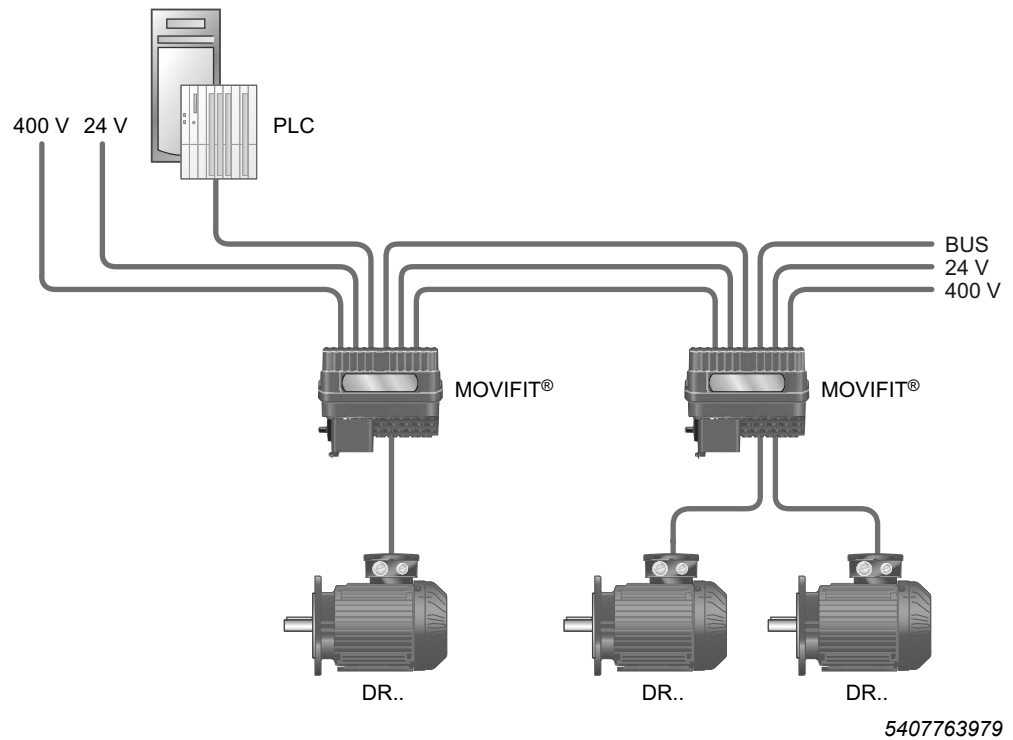 400 V 24 V PLC
BUS
24 V
400 V
MOVIFIT® MOVIFIT®
DR.. DR.. DR..
5407763979